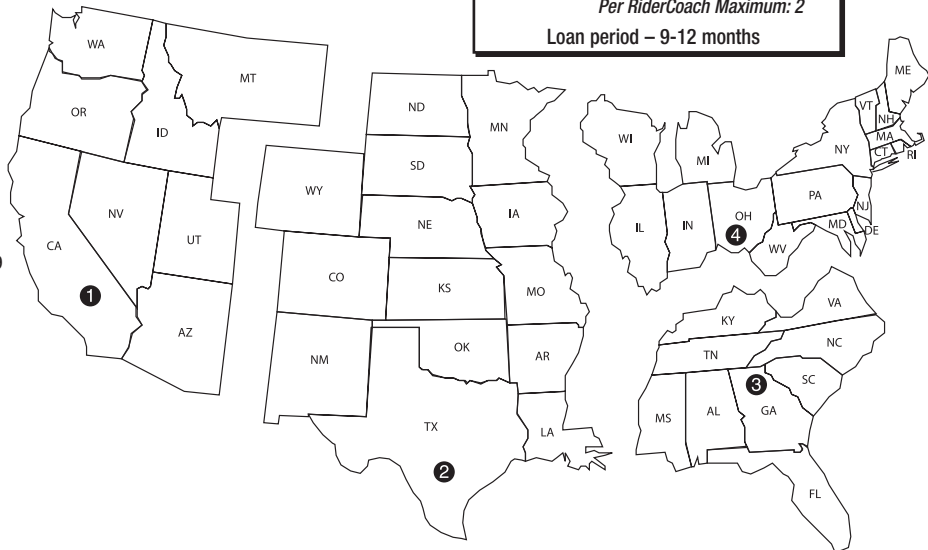 Per RiderCoach Maximum: 2
Loan period – 9-12 months
WA
MT
ME
OR
ID
ND
MN
VT
NH
WI
MI
NY
MA
CT
RI
SD
WY
PA
NV
UT
NE
IA
IL
IN
OH
NJ
CA
4
MD
DE
WV
CO
KS
MO
1
VA
AZ
KY
NM
OK
AR
TN
NC
3
SC
MS
AL
GA
TX
LA
2
FL